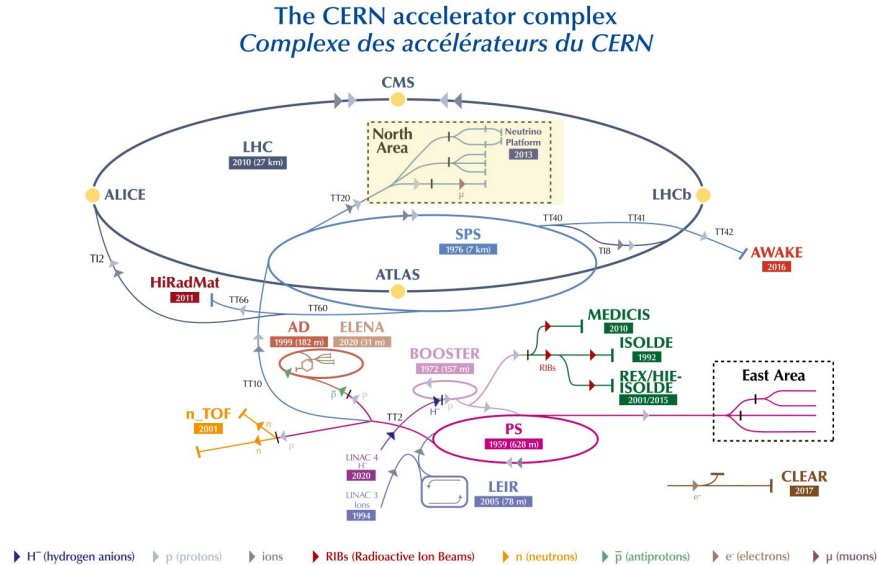 The CERN accelerator complex
Complexe des accélérateurs du CERN
CMS
North
Area
Neutrino
Platform
2013
LHC
2010 (27 km)
μ
ALICE
LHCb
TT20
TT40
TT41
TT42
SPS
1976 (7 km)
TI8
AWAKE
2016
TI2
ATLAS
HiRadMat
2011
TT66
TT60
AD
1999 (182 m)
ELENA
2020 (31 m)
MEDICIS
2010
BOOSTER
1972 (157 m)
ISOLDE
1992
RIBs
REX/HIE-
ISOLDE
2001/2015
East Area
TT10
p̅
p
H⁻
p
TT2
n_TOF
2001
n
n
p
PS
1959 (628 m)
LINAC 4
H⁻
2020
LINAC 3
Ions
1994
LEIR
2005 (78 m)
CLEAR
2017
e⁻
H⁻ (hydrogen anions)
p (protons)
ions
RIBs (Radioactive Ion Beams)
n (neutrons)
p̅ (antiprotons)
e⁻ (electrons)
μ (muons)